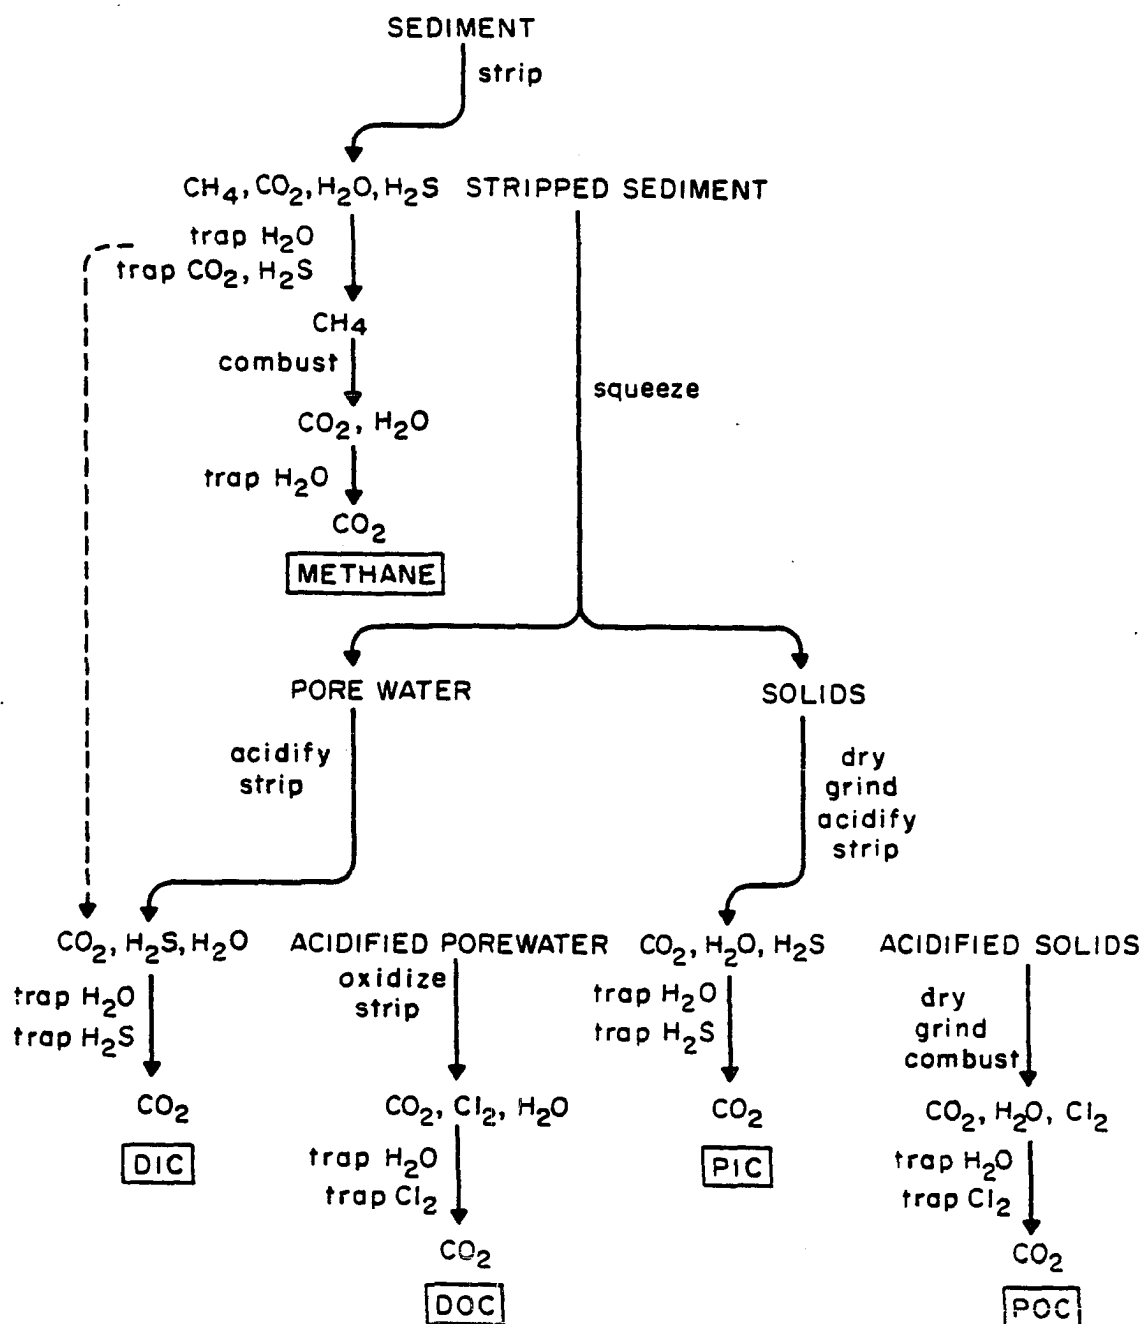 SEDIMENT
strip
CH4, CO2, H2O, H2S STRIPPED SEDIMENT
trap H2O
trap CO2, H2S
CH4
combust
squeeze
CO2, H2O
trap H2O
CO2
METHANE
PORE WATER
SOLIDS
acidify
strip
dry
grind
acidify
strip
CO2, H2S, H2O
ACIDIFIED POREWATER
CO2, H2O, H2S
ACIDIFIED SOLIDS
trap H2O
trap H2S
oxidize
strip
trap H2O
trap H2S
dry
grind
combust
CO2
DIC
CO2, Cl2, H2O
CO2
PIC
CO2, H2O, Cl2
trap H2O
trap Cl2
trap H2O
trap Cl2
CO2
DOC
CO2
POC